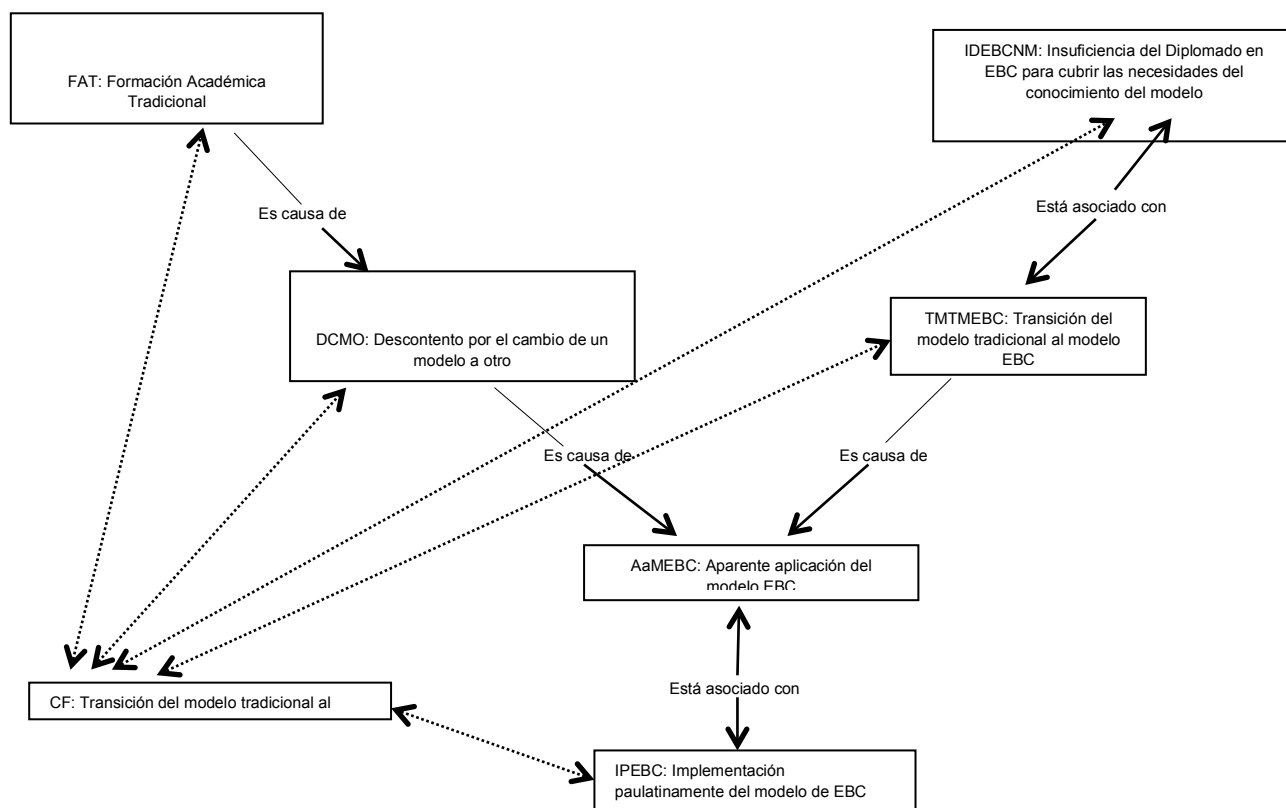 FAT: Formación Académica
Tradicional
IDEBCNM: Insuficiencia del Diplomado en
EBC para cubrir las necesidades del
conocimiento del modelo
Es causa de
Está asociado con
DCMO: Descontento por el cambio de un
modelo a otro
TMTMEBC: Transición del
modelo tradicional al modelo
EBC
Es causa de
Es causa de
AaMEBC: Aparente aplicación del
modelo EBC
Está asociado con
CF: Transición del modelo tradicional al
IPEBC: Implementación
paulatinamente del modelo de EBC